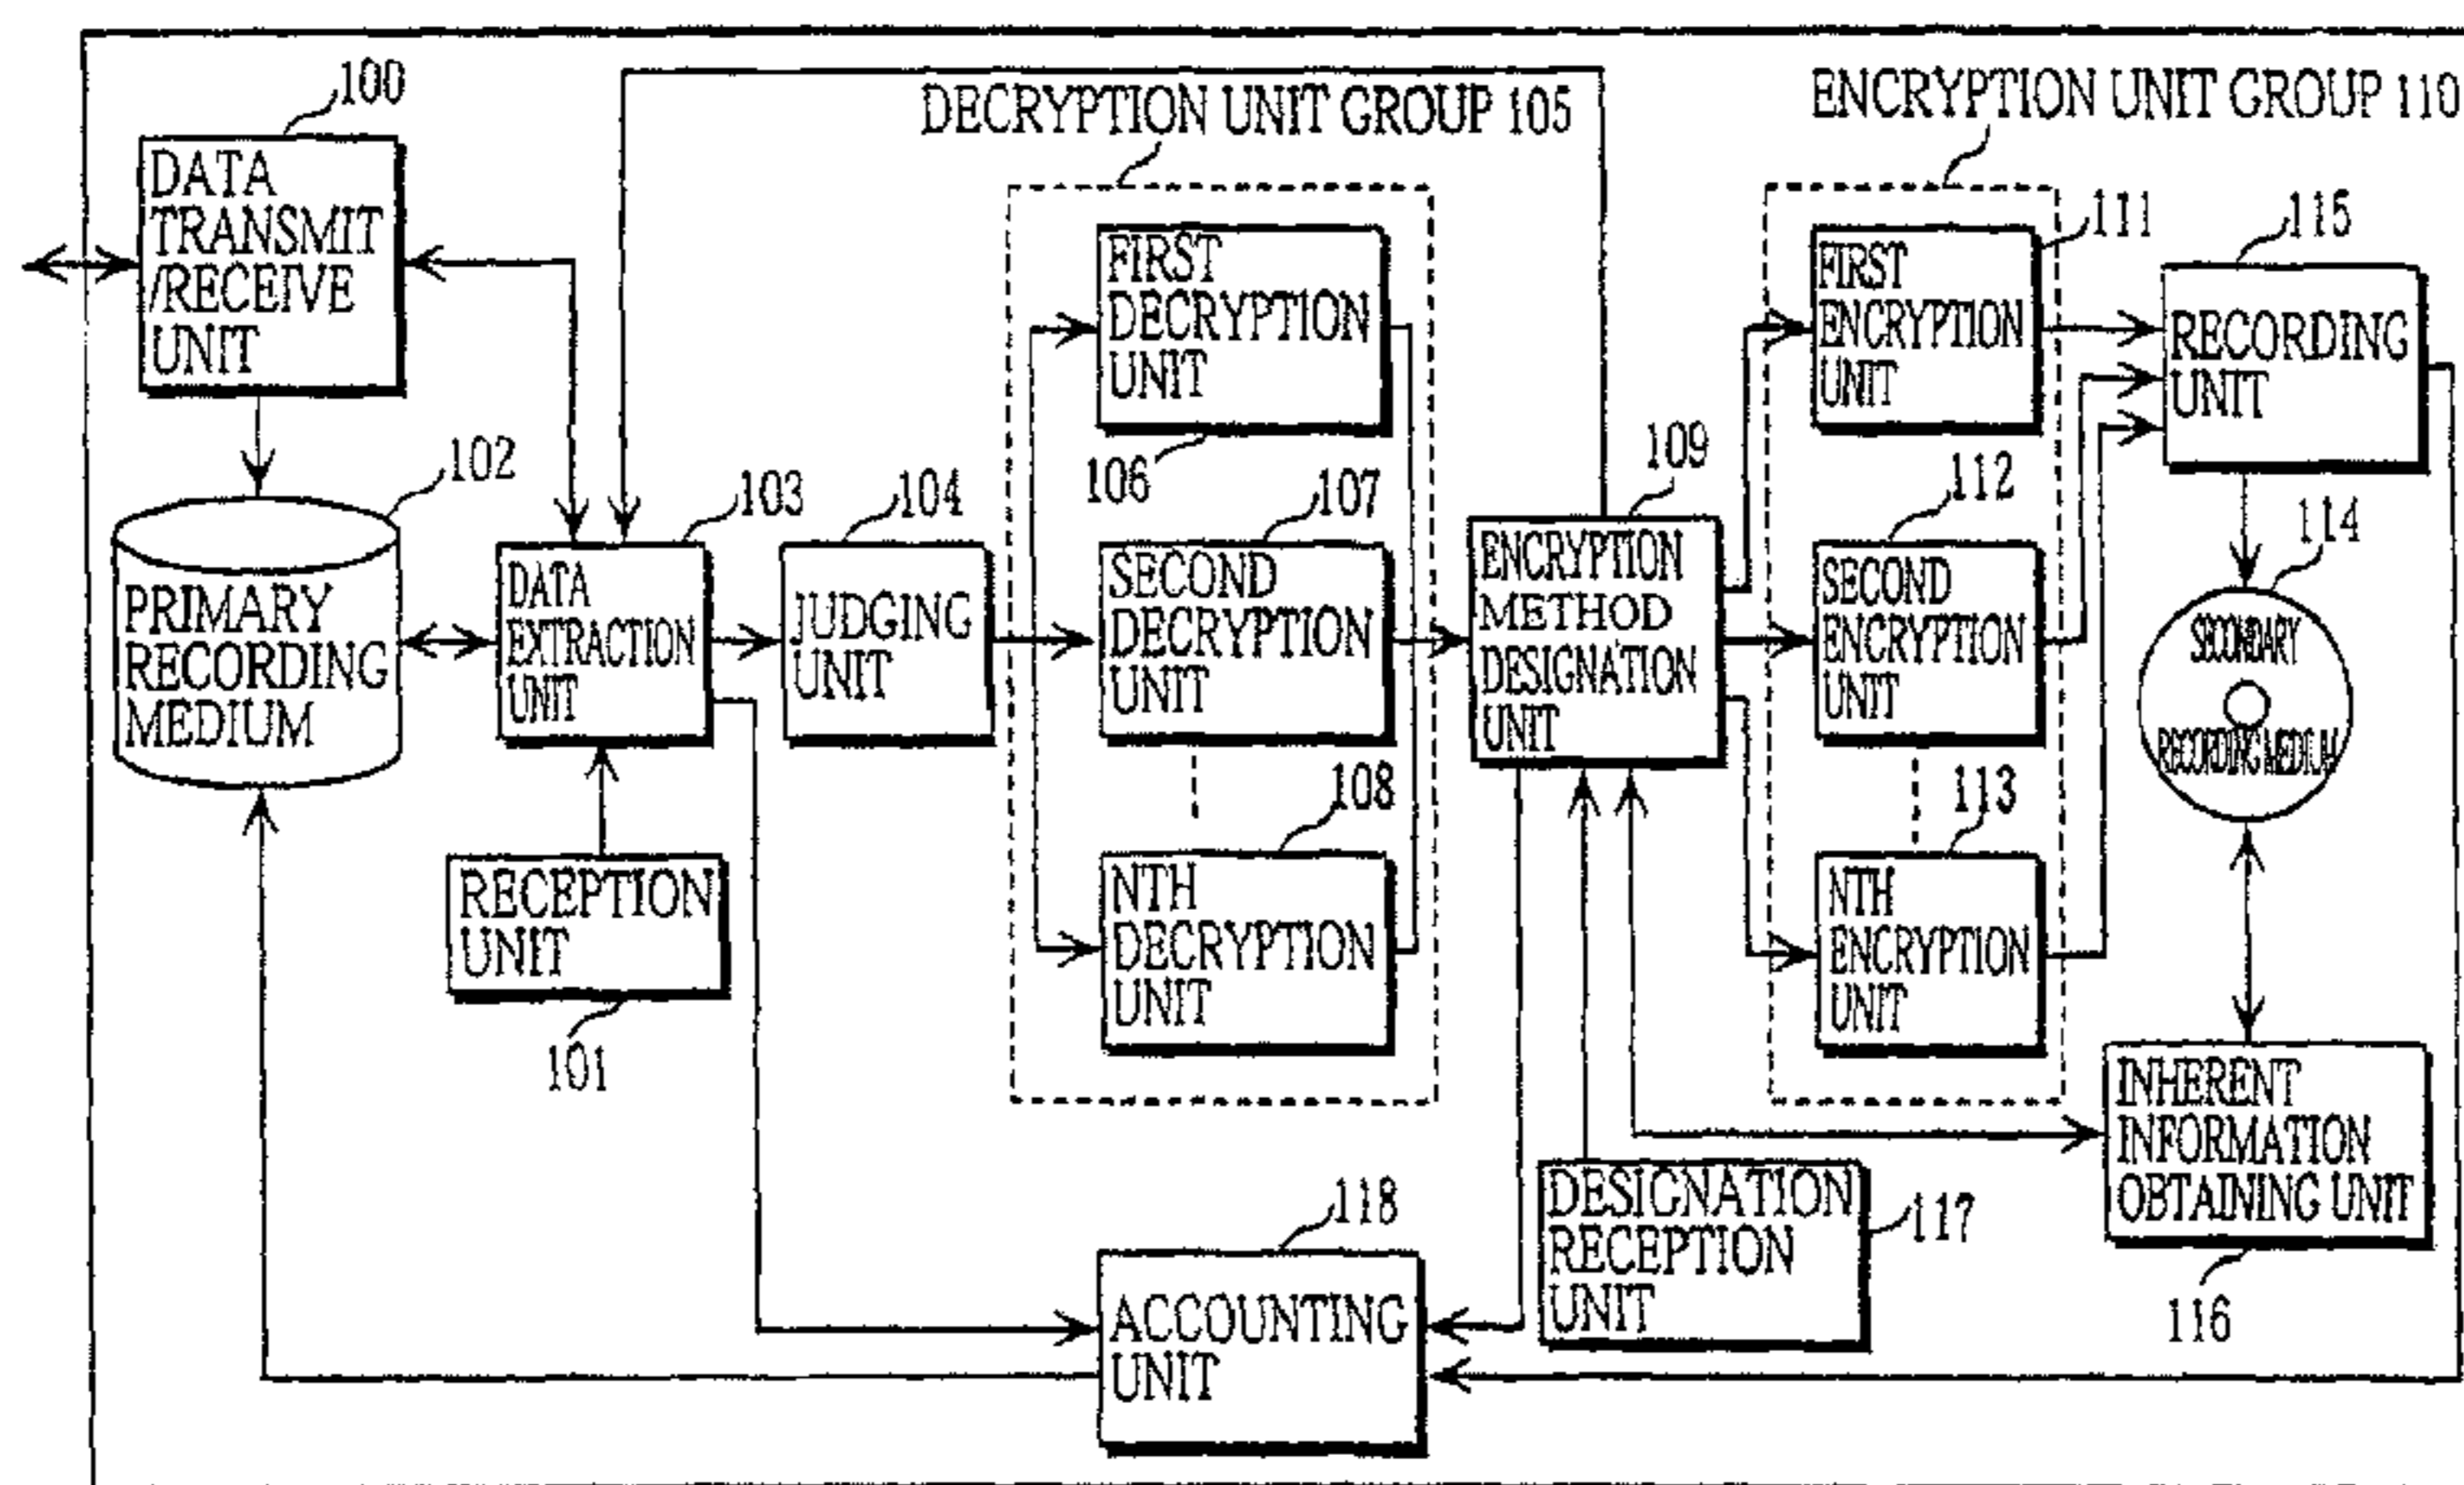 100
DECRYPTION UNIT GROUP 105
ENCRYPTION UNIT GROUP 110
DATA
TRANSMIT
/RECEIVE
UNIT
FIRST
DECRYPTION
UNIT
106
111
FIRST
ENCRYPTION
UNIT
115
RECORDING
UNIT
102
PRIMARY
RECORDING
MEDIUM
103
DATA
EXTRACTION
UNIT
104
JUDGING
UNIT
107
SECOND
DECRYPTION
UNIT
109
ENCRYPTION
METHOD
DESIGNATION
UNIT
112
SECOND
ENCRYPTION
UNIT
114
SECONDARY
RECORDING MEDIUM
RECEPTION
UNIT
101
108
NTH
DECRYPTION
UNIT
113
NTH
ENCRYPTION
UNIT
INHERENT
INFORMATION
OBTAINING UNIT
116
118
ACCOUNTING
UNIT
DESIGNATION
RECEPTION
UNIT
117